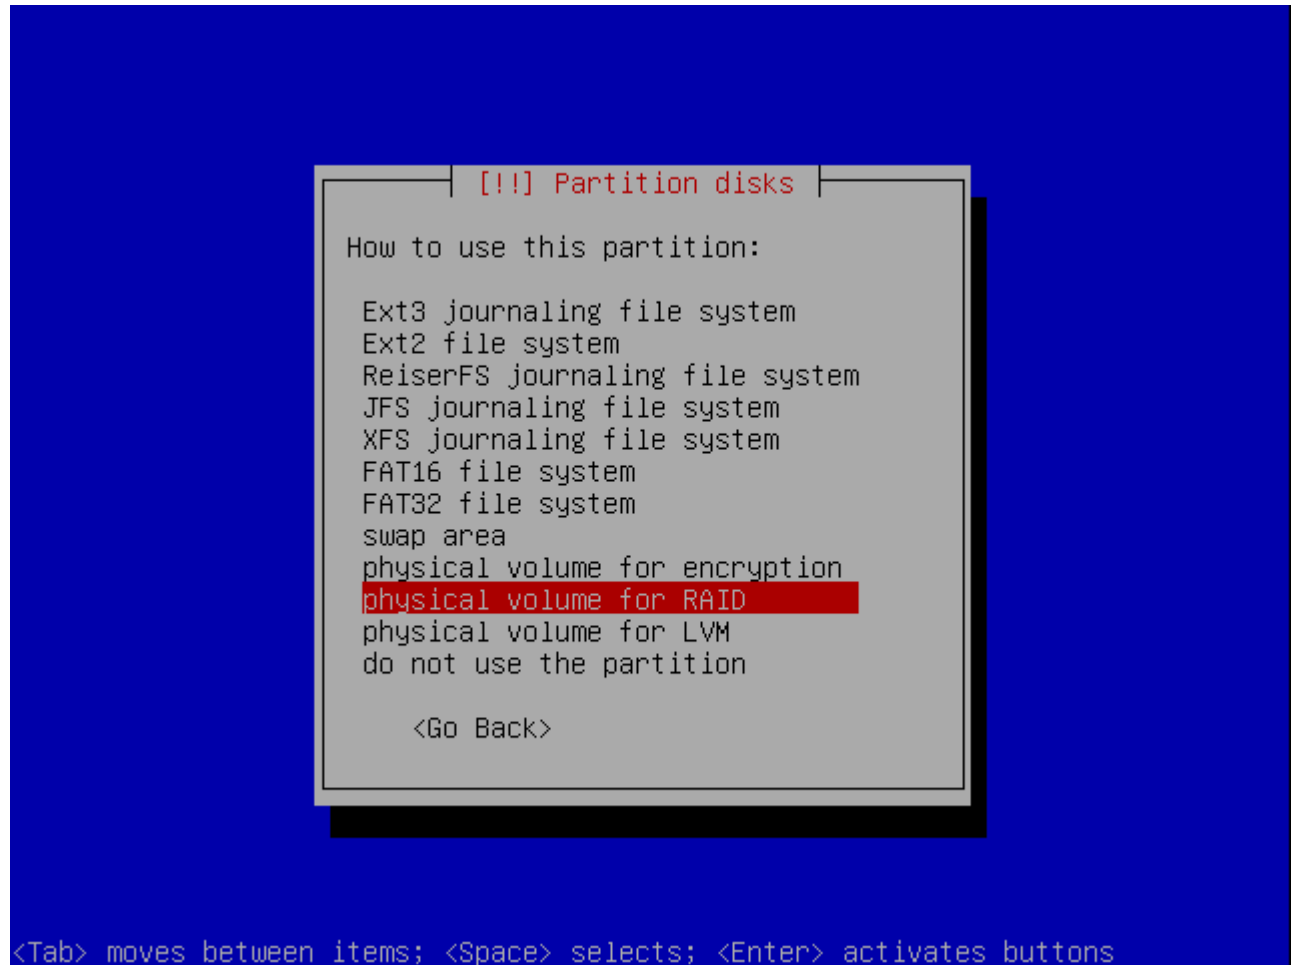 [!!] Partition disks
How to use this partition:
Ext3 journaling file system
Ext2 file system
ReiserFS journaling file system
JFS journaling file system
XFS journaling file system
FAT16 file system
FAT32 file system
swap area
physical volume for encryption
physical volume for RAID
physical volume for LVM
do not use the partition
<Go Back>
<Tab> moves between items; <Space> selects; <Enter> activates buttons